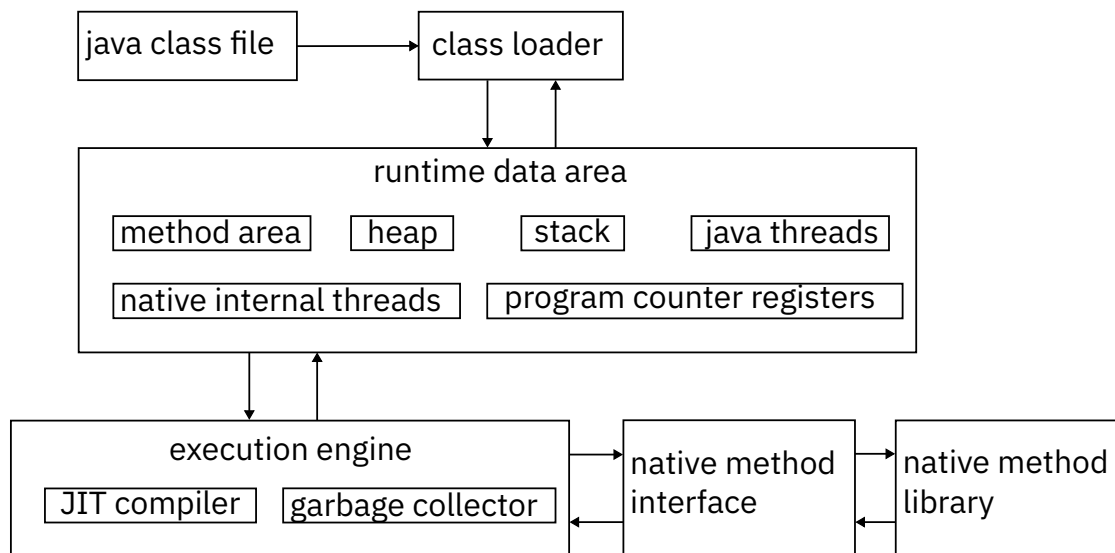 java class file
class loader
runtime data area
method area
heap
stack
java threads
native internal threads
program counter registers
execution engine
JIT compiler
garbage collector
native method
interface
native method
library